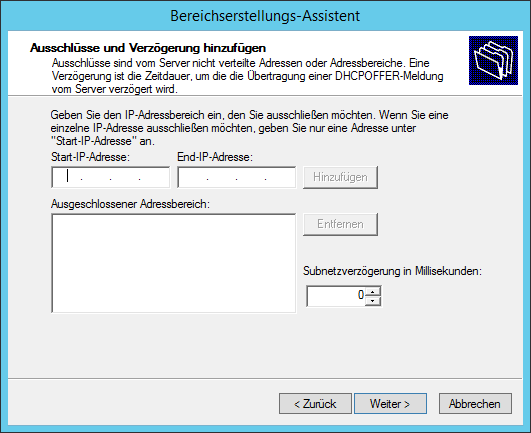 Bereichserstellungs-Assistent
Ausschlüsse und Verzögerung hinzufügen
Ausschlüsse sind vom Server nicht verteilte Adressen oder Adressbereiche. Eine
Verzögerung ist die Zeitdauer, um die die Übertragung einer DHCPOFFER-Meldung
vom Server verzögert wird.
Geben Sie den IP-Adressbereich ein, den Sie ausschließen möchten. Wenn Sie eine
einzelne IP-Adresse ausschließen möchten, geben Sie nur eine Adresse unter
"Start-IP-Adresse" an.
Start-IP-Adresse: End-IP-Adresse:
. . . . . . Hinzufügen
Ausgeschlossener Adressbereich:
Entfernen
Subnetzverzögerung in Millisekunden:
0
< Zurück Weiter > Abbrechen